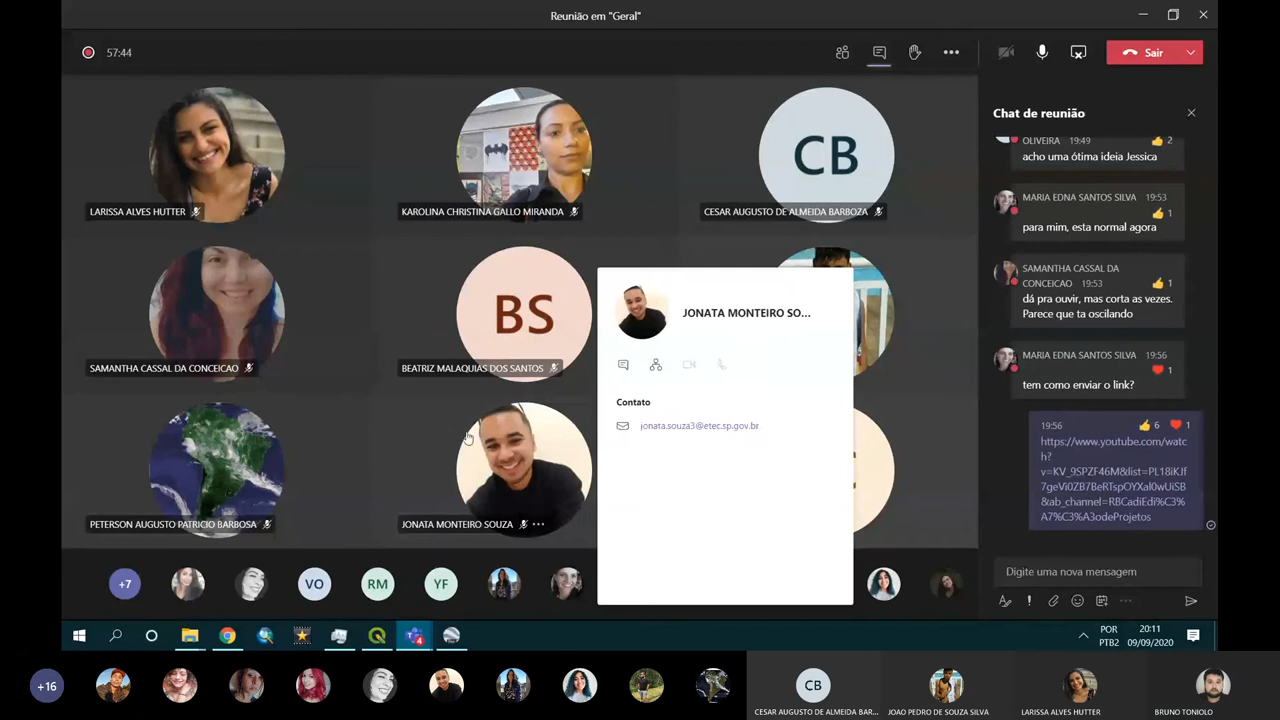 Reunião em "Geral"
57:44
Sair
LARISSA ALVES HUTTER
KAROLINA CHRISTINA GALLO MIRANDA
CB
CESAR AUGUSTO DE ALMEIDA BARBOZA
SAMANTHA CASSAL DA CONCEICAO
BS
BEATRIZ MALAQUIAS DOS SANTOS
PETERSON AUGUSTO PATRICIO BARBOSA
JONATA MONTEIRO SOUZA
JONATA MONTEIRO SO...
Contato
jonata.souza3@etec.sp.gov.br
+7
VO
RM
YF
Chat de reunião
OLIVEIRA 19:49
2
acho uma ótima ideia Jessica
MARIA EDNA SANTOS SILVA 19:53
1
para mim, esta normal agora
SAMANTHA CASSAL DA
CONCEICAO 19:53
1
dá pra ouvir, mas corta as vezes.
Parece que ta oscilando
MARIA EDNA SANTOS SILVA 19:56
1
tem como enviar o link?
19:56
6 1
https://www.youtube.com/watc
h?
v=KV_9SPZF46M&list=PL18iKJf
7geVi0ZB7BeRTspOYXaI0wUiSB
&ab_channel=RBCadiEdi%C3%
A7%C3%A3odeProjetos
Digite uma nova mensagem
4
POR
PTB2
20:11
09/09/2020
+16
CB
CESAR AUGUSTO DE ALMEIDA BAR...
JOAO PEDRO DE SOUZA SILVA
LARISSA ALVES HUTTER
BRUNO TONIOLO